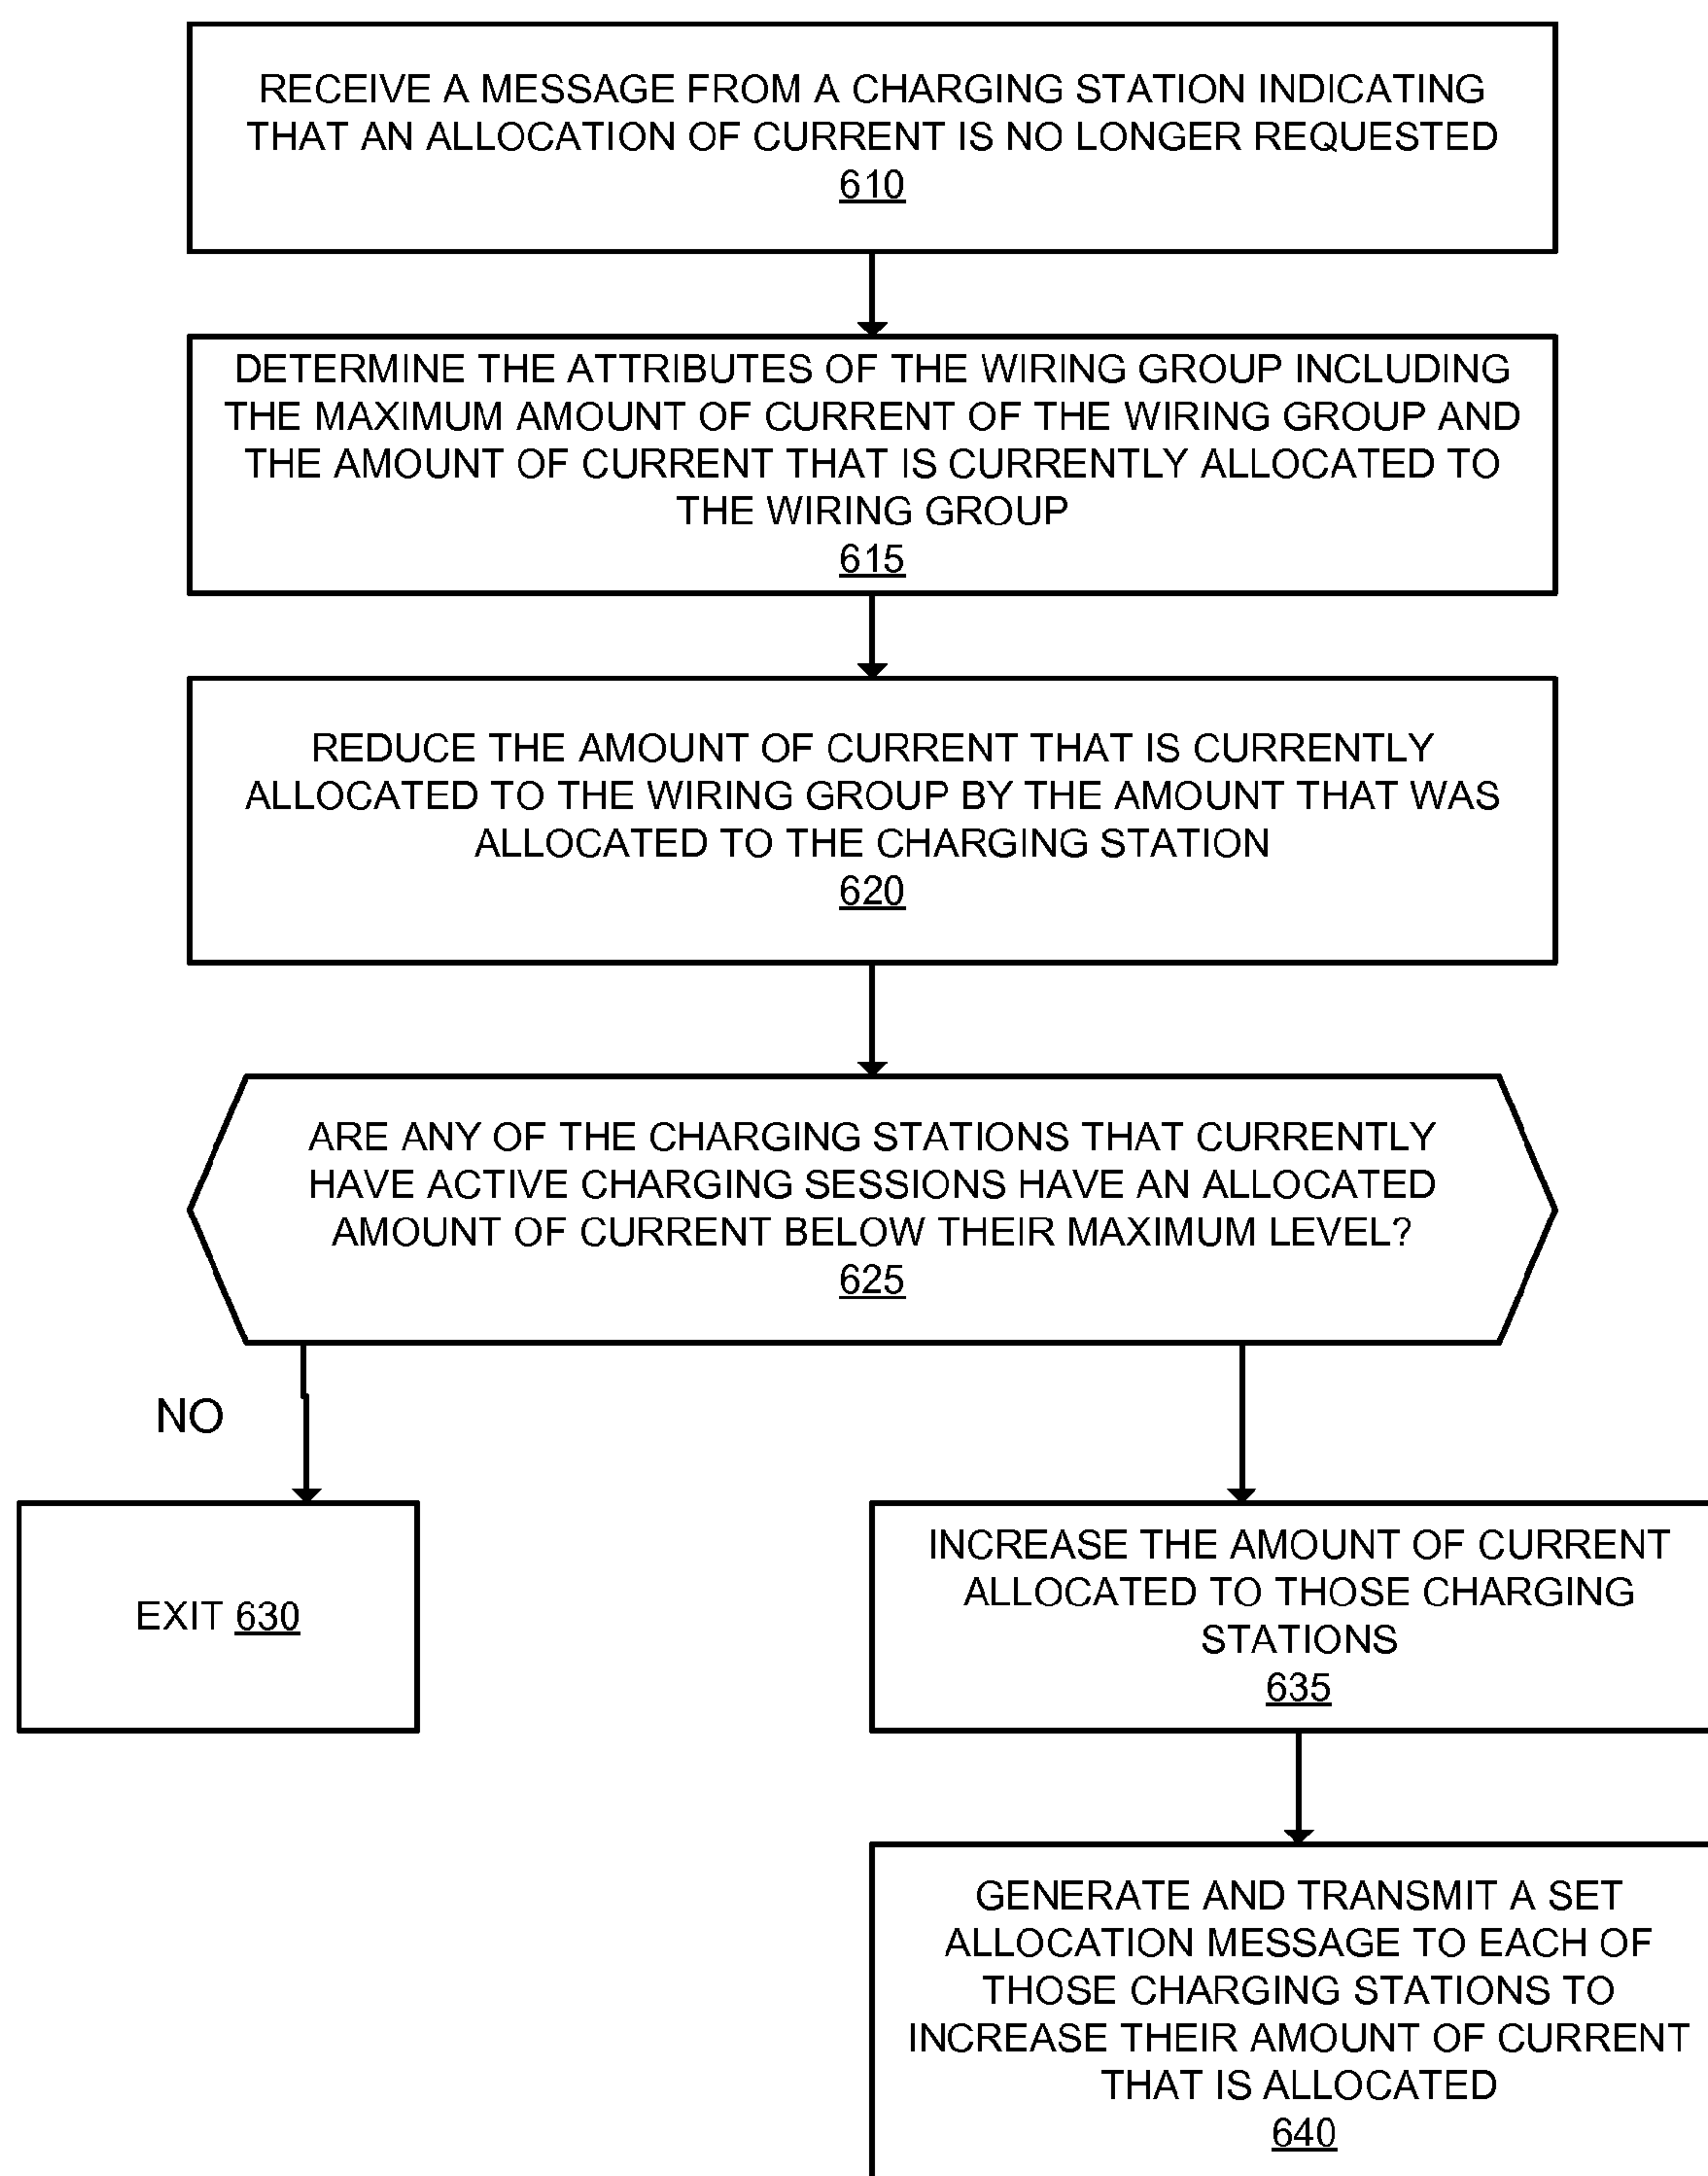 RECEIVE A MESSAGE FROM A CHARGING STATION INDICATING
THAT AN ALLOCATION OF CURRENT IS NO LONGER REQUESTED
610
DETERMINE THE ATTRIBUTES OF THE WIRING GROUP INCLUDING
THE MAXIMUM AMOUNT OF CURRENT OF THE WIRING GROUP AND
THE AMOUNT OF CURRENT THAT IS CURRENTLY ALLOCATED TO
THE WIRING GROUP
615
REDUCE THE AMOUNT OF CURRENT THAT IS CURRENTLY
ALLOCATED TO THE WIRING GROUP BY THE AMOUNT THAT WAS
ALLOCATED TO THE CHARGING STATION
620
ARE ANY OF THE CHARGING STATIONS THAT CURRENTLY
HAVE ACTIVE CHARGING SESSIONS HAVE AN ALLOCATED
AMOUNT OF CURRENT BELOW THEIR MAXIMUM LEVEL?
625
NO
EXIT 630
INCREASE THE AMOUNT OF CURRENT
ALLOCATED TO THOSE CHARGING
STATIONS
635
GENERATE AND TRANSMIT A SET
ALLOCATION MESSAGE TO EACH OF
THOSE CHARGING STATIONS TO
INCREASE THEIR AMOUNT OF CURRENT
THAT IS ALLOCATED
640